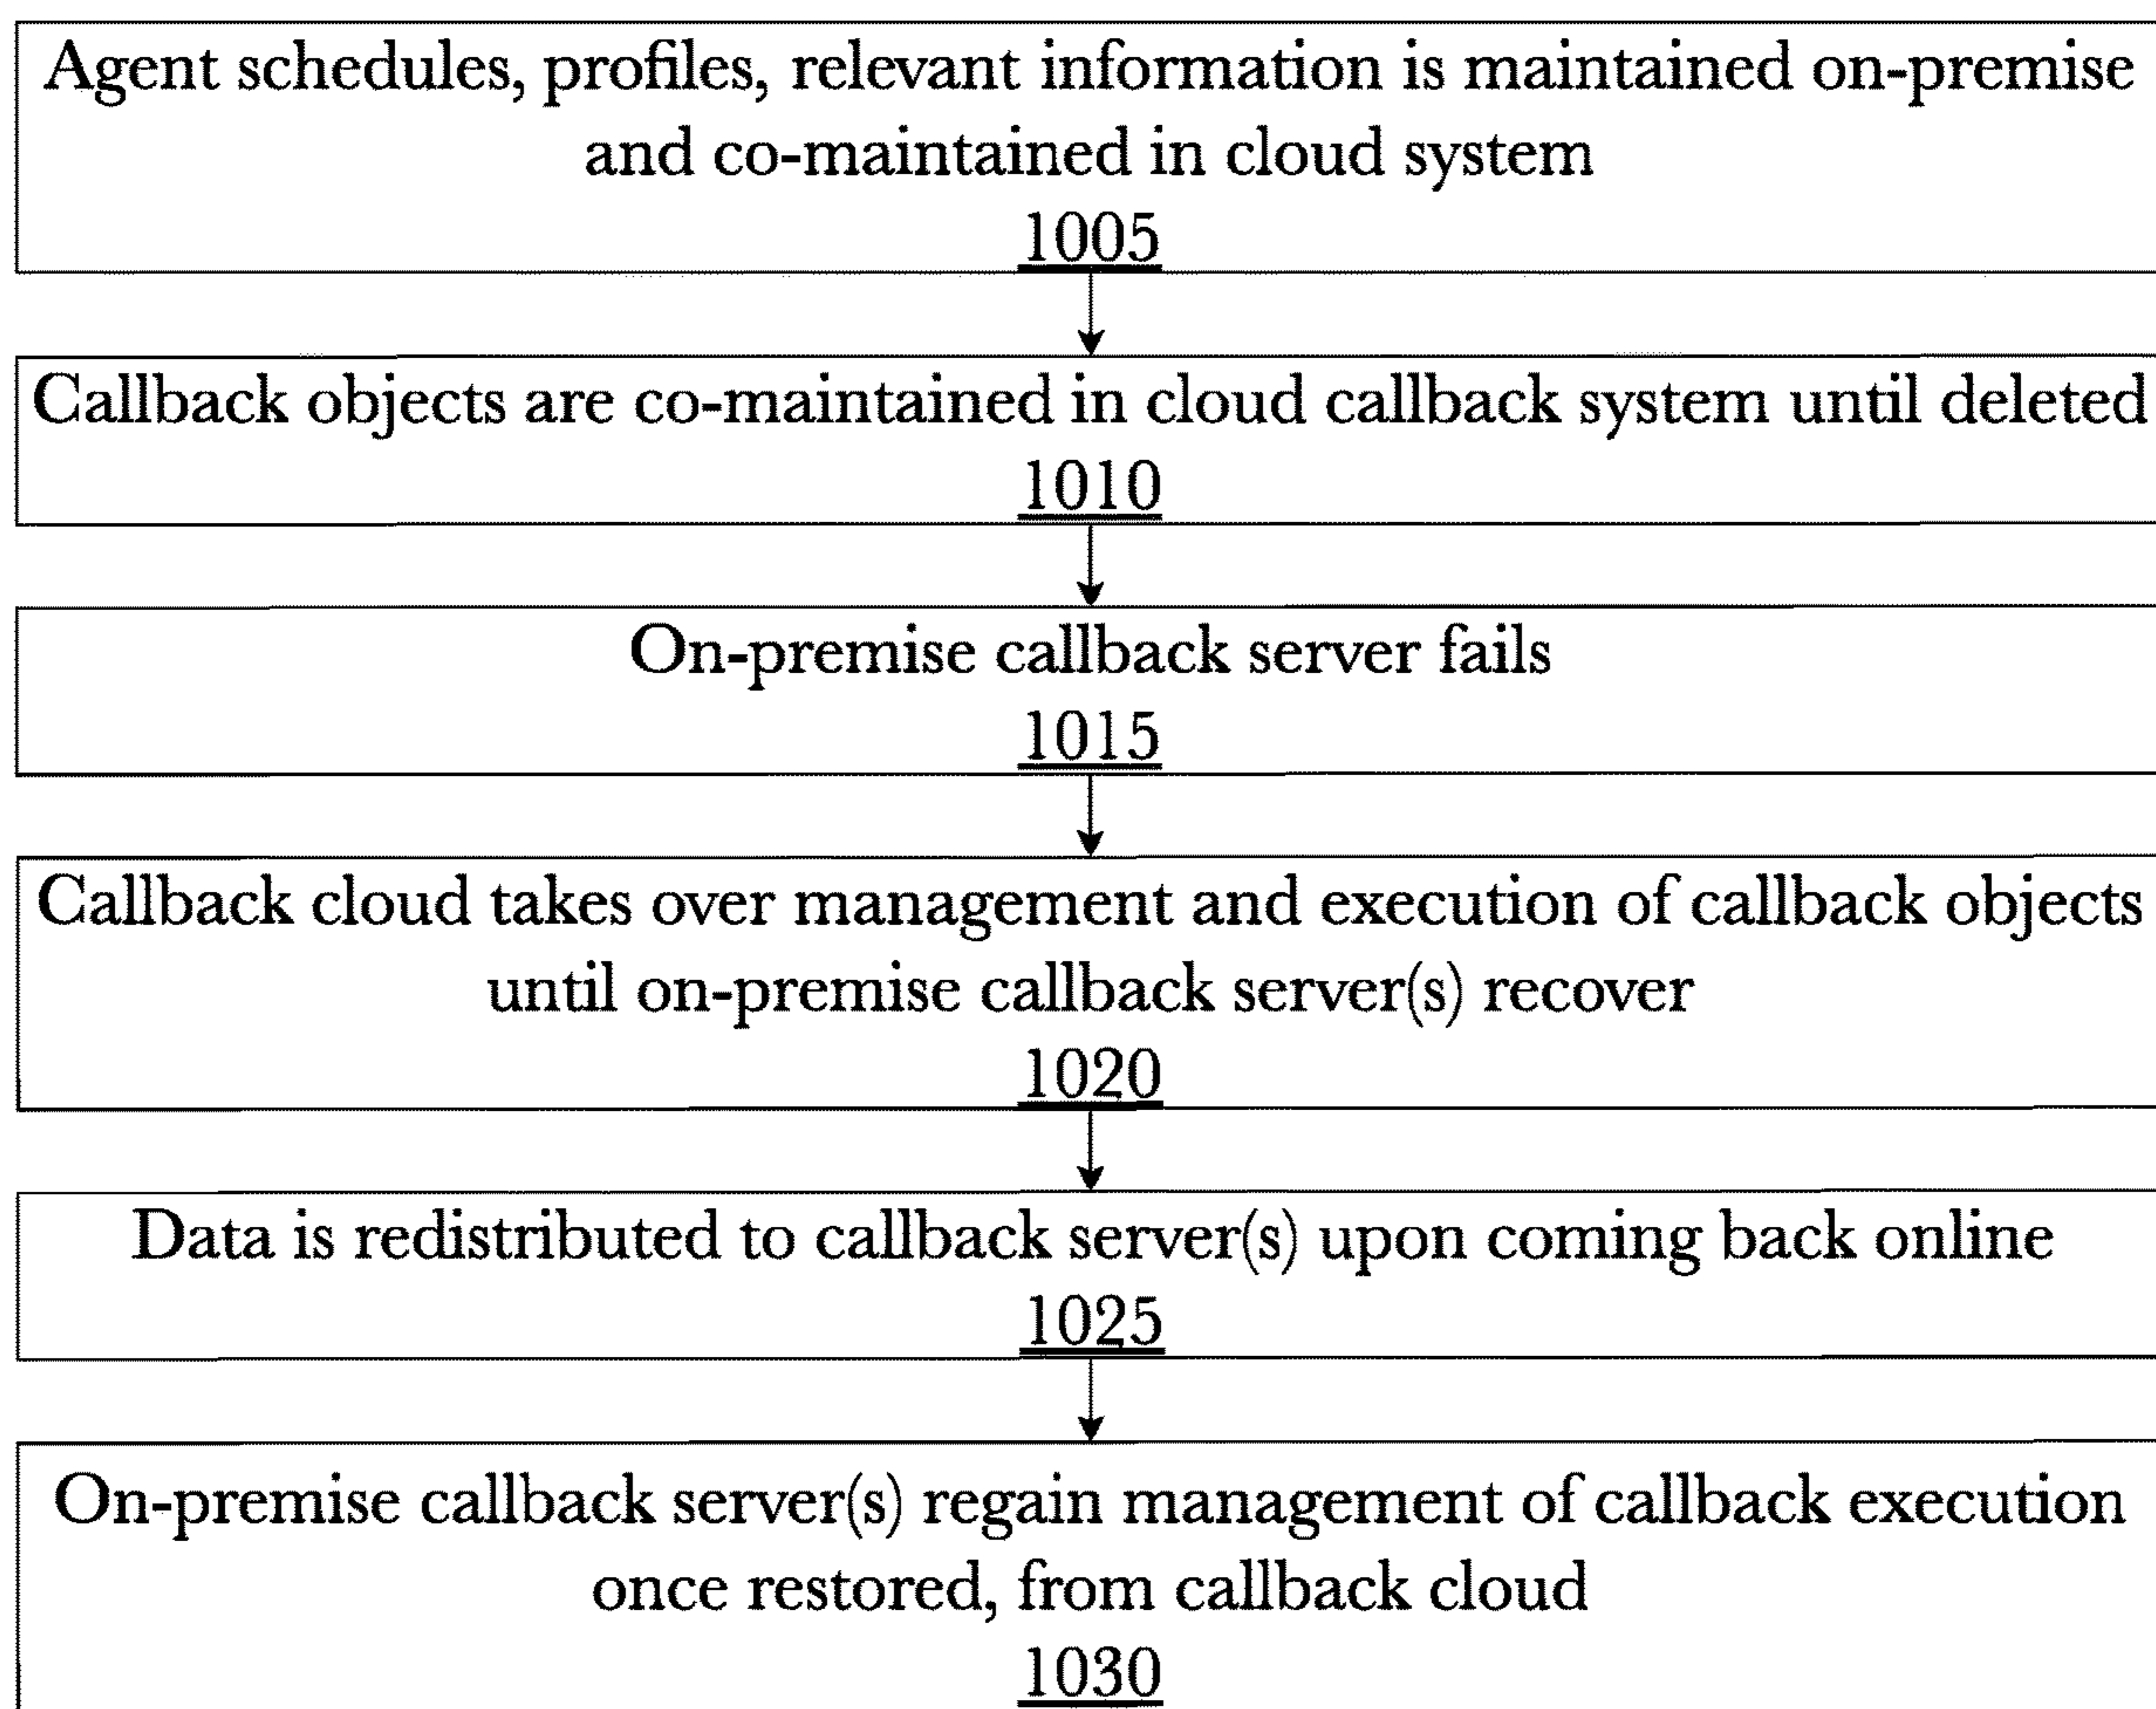 Agent schedules, profiles, relevant information is maintained on-premise
and co-maintained in cloud system
1005
Callback objects are co-maintained in cloud callback system until deleted
1010
On-premise callback server fails
1015
Callback cloud takes over management and execution of callback objects
until on-premise callback server(s) recover
1020
Data is redistributed to callback server(s) upon coming back online
1025
On-premise callback server(s) regain management of callback execution
once restored, from callback cloud
1030